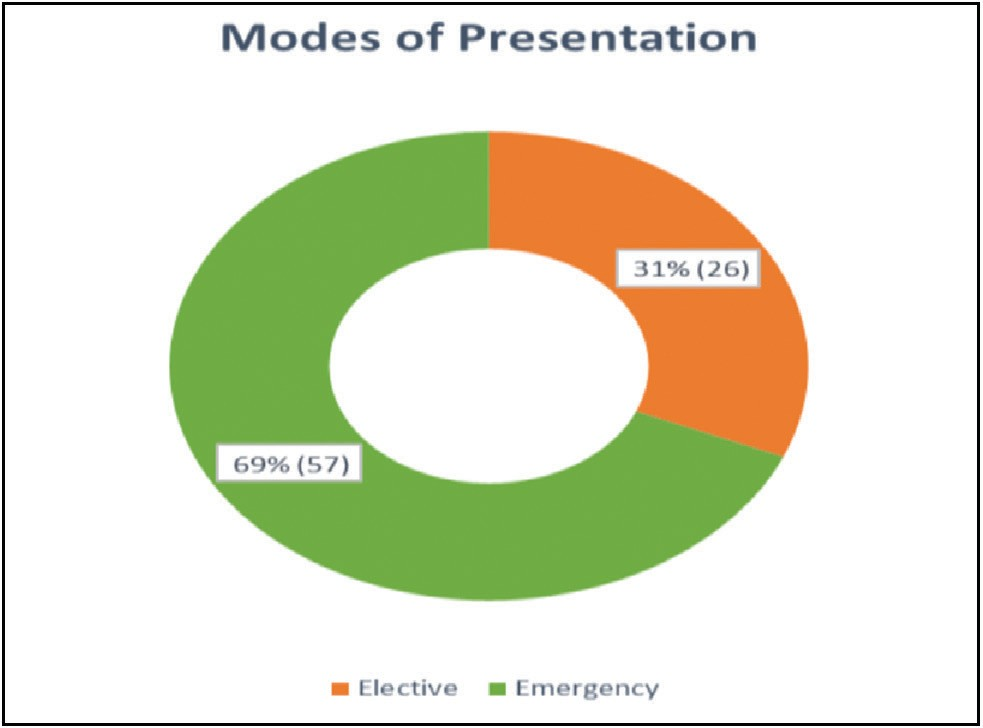 Modes of Presentation
31% (26)
69% (57)
Elective Emergency